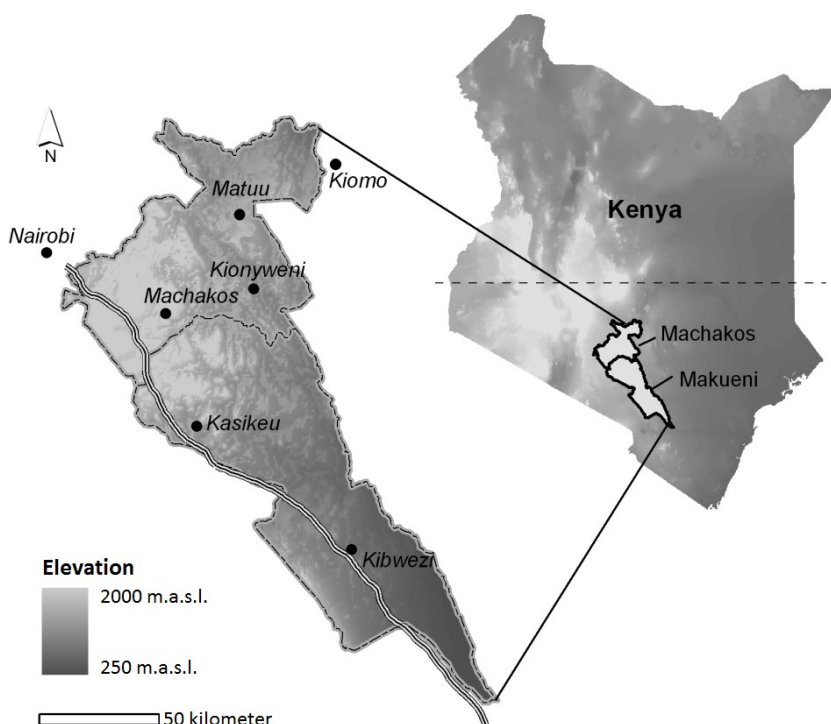 N
Kiomo
Matuu
Nairobi
Kionyweni
Machakos
Kasikeu
Kibwezi
Kenya
Machakos
Makueni
Elevation
2000 m.a.s.l.
250 m.a.s.l.
50 kilometer